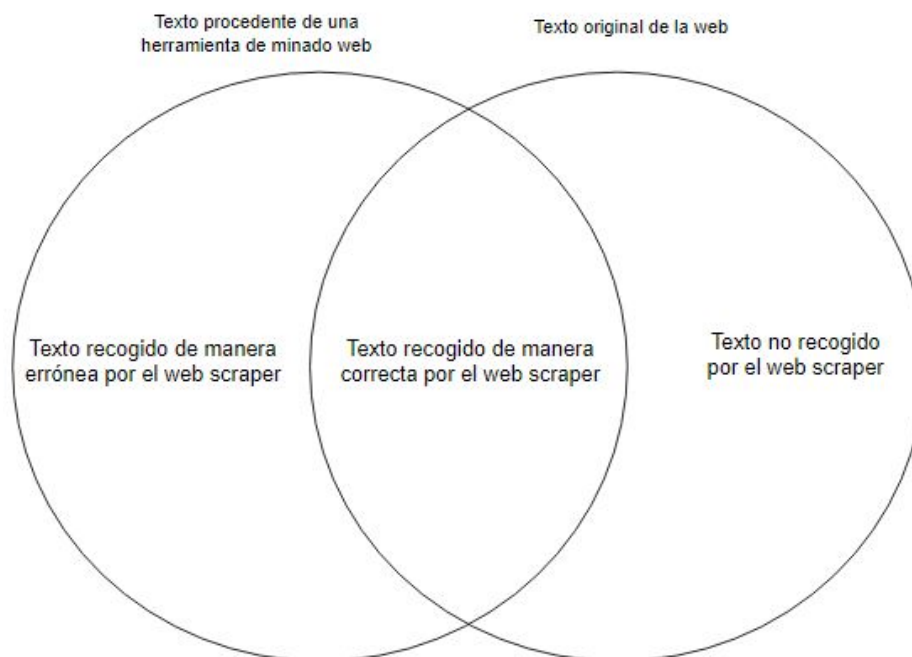 Texto procedente de una
herramienta de minado web
Texto original de la web
Texto recogido de manera
errónea por el web scraper
Texto recogido de manera
correcta por el web scraper
Texto no recogido
por el web scraper